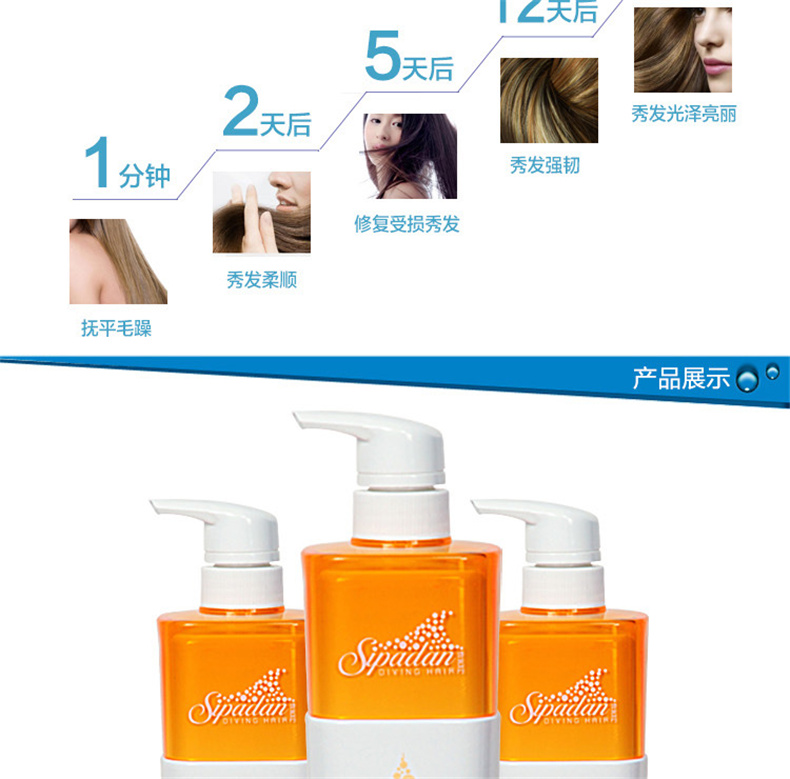 12天后
5天后
2天后
1分钟
秀发光泽亮丽
秀发强韧
修复受损秀发
秀发柔顺
抚平毛躁
产品展示
Sipadan
DIVING HAIR
Sipadan
DIVING HAIR
Sipadan
DIVING HAIR